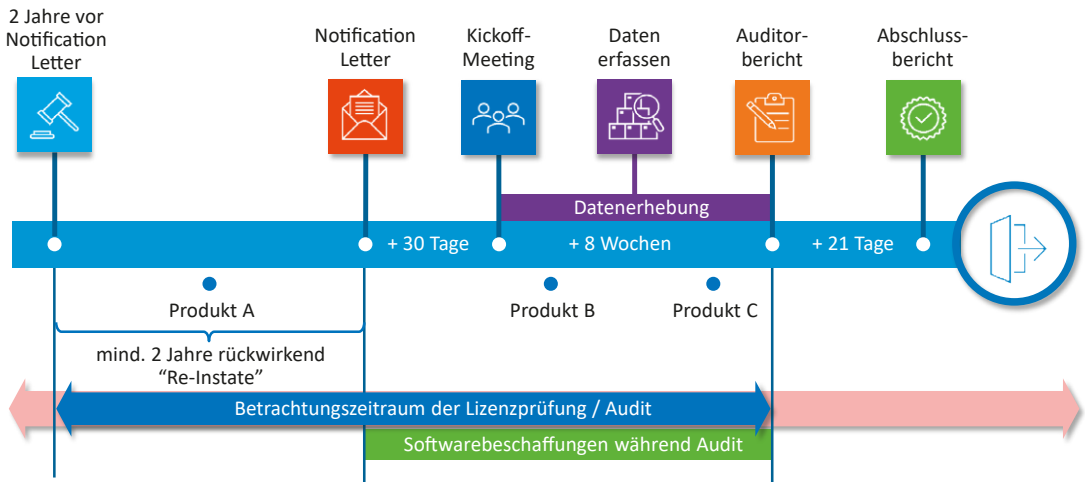 2 Jahre vor
Notification
Letter
Notification
Letter
Kickoff-
Meeting
Daten
erfassen
Auditor-
bericht
Abschluss-
bericht
Datenerhebung
+ 30 Tage
+ 8 Wochen
+ 21 Tage
Produkt A
Produkt B
Produkt C
mind. 2 Jahre rückwirkend
“Re-Instate”
Betrachtungszeitraum der Lizenzprüfung / Audit
Softwarebeschaffungen während Audit